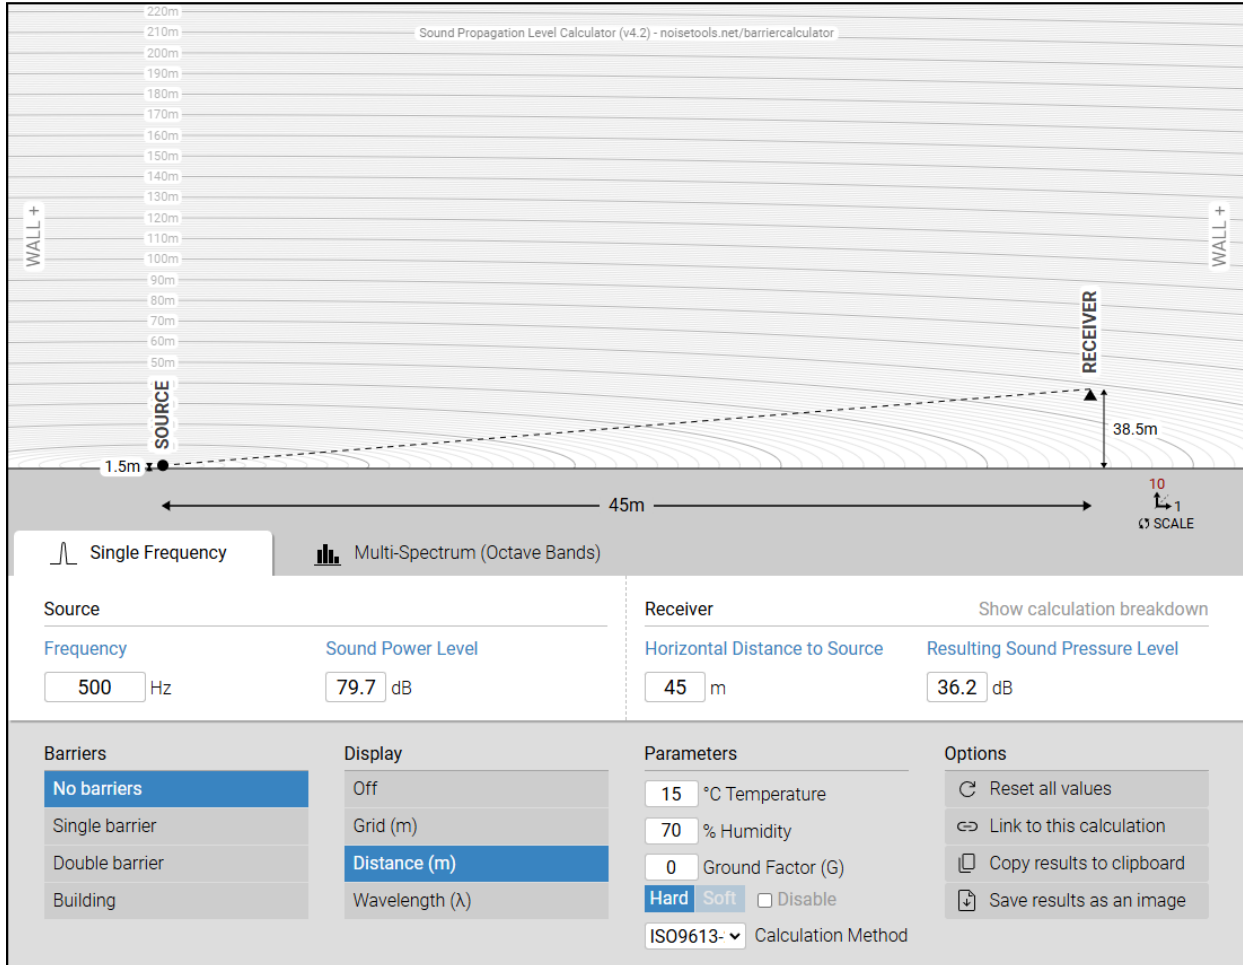 220m
Sound Propagation Level Calculator (v4.2) - noisetools.net/barriercalculator
210m
200m
190m
180m
170m
160m
150m
140m
130m
120m
110m
100m
90m
80m
70m
60m
50m
WALL +
WALL +
SOURCE
RECEIVER
1.5m
38.5m
45m
10
1
SCALE
Single Frequency
Multi-Spectrum (Octave Bands)
Source
Receiver
Show calculation breakdown
Frequency
Sound Power Level
Horizontal Distance to Source
Resulting Sound Pressure Level
500 Hz
79.7 dB
45 m
36.2 dB
Barriers
Display
Parameters
Options
No barriers
Off
15 °C Temperature
Reset all values
Single barrier
Grid (m)
70 % Humidity
Link to this calculation
Double barrier
Distance (m)
0 Ground Factor (G)
Copy results to clipboard
Building
Wavelength (λ)
Hard Soft Disable
Save results as an image
ISO9613- Calculation Method